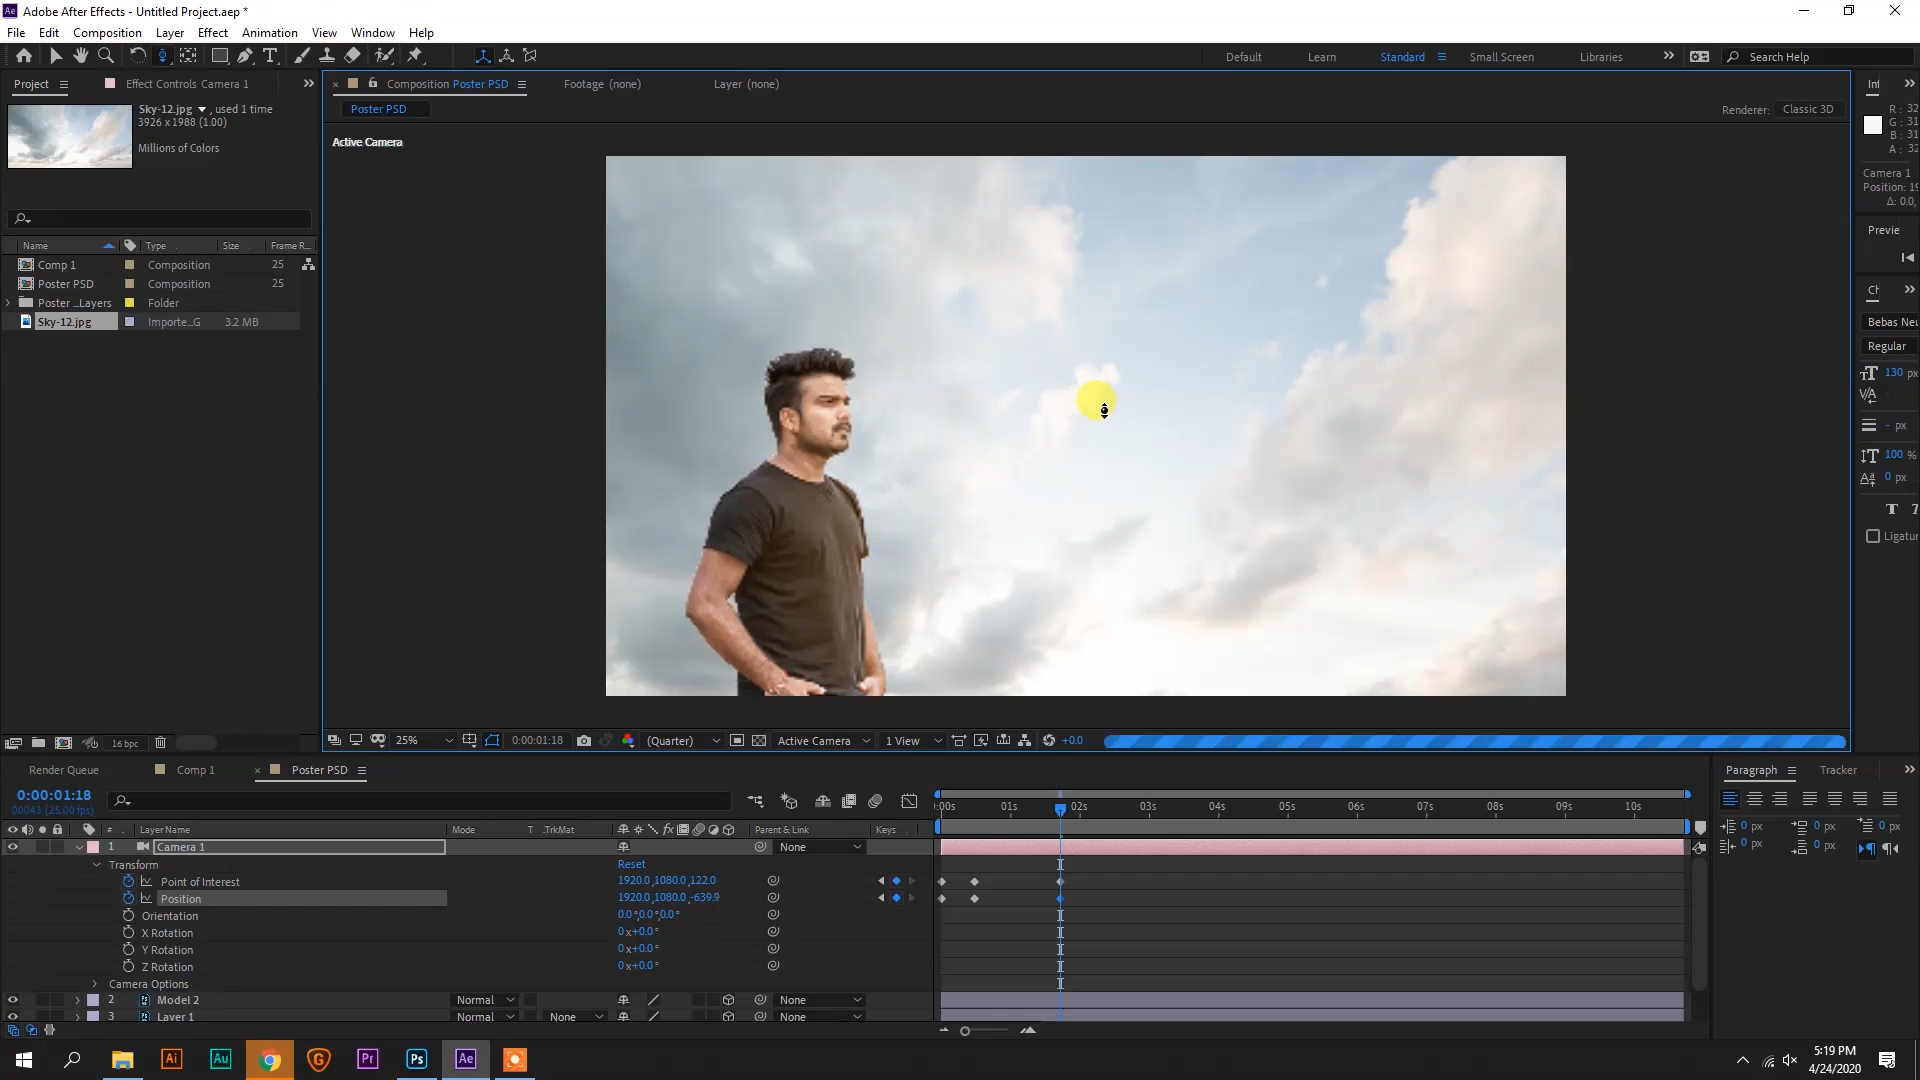 Adobe After Effects - Untitled Project.aep *
File Edit Composition Layer Effect Animation View Window Help
Default Learn Standard Small Screen Libraries Search Help
Project Effect Controls Camera 1
Composition Poster PSD Footage (none) Layer (none)
Sky-12.jpg , used 1 time
3926 x 1988 (1.00)
Millions of Colors
Poster PSD
Renderer: Classic 3D
Active Camera
R : 32
G : 31
B : 31
A : 32
Camera 1
Position: 19
Δ: 0.0,
Previe
Name Type Size Frame R...
Comp 1 Composition 25
Poster PSD Composition 25
Poster ...Layers Folder
Sky-12.jpg Importe...G 3.2 MB
Bebas Neu
Regular
130 px
- px
100 %
0 px
Ligatur
16 bpc
25% 0:00:01:18 (Quarter) Active Camera 1 View +0.0
Render Queue Comp 1 Poster PSD
Paragraph Tracker
0:00:01:18
00043 (25.00 fps)
:00s 01s 02s 03s 04s 05s 06s 07s 08s 09s 10s
# Layer Name Mode T .TrkMat Parent & Link Keys
0 px 0 px 0 px
0 px 0 px
1 Camera 1 None
Transform Reset
Point of Interest 1920.0,1080.0,122.0
Position 1920.0,1080.0,-639.9
Orientation 0.0°,0.0°,0.0°
X Rotation 0x+0.0°
Y Rotation 0x+0.0°
Z Rotation 0x+0.0°
Camera Options
2 Model 2 Normal None
3 Layer 1 Normal None None
5:19 PM
4/24/2020